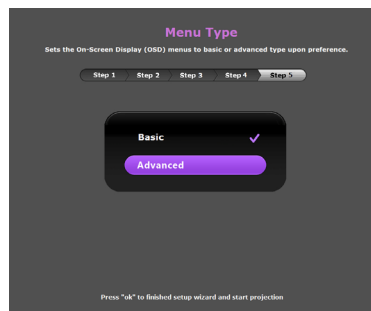 Menu Type
Sets the On-Screen Display (OSD) menus to basic or advanced type upon preference.
Step 1 Step 2 Step 3 Step 4 Step 5
Basic
Advanced
Press "ok" to finished setup wizard and start projection